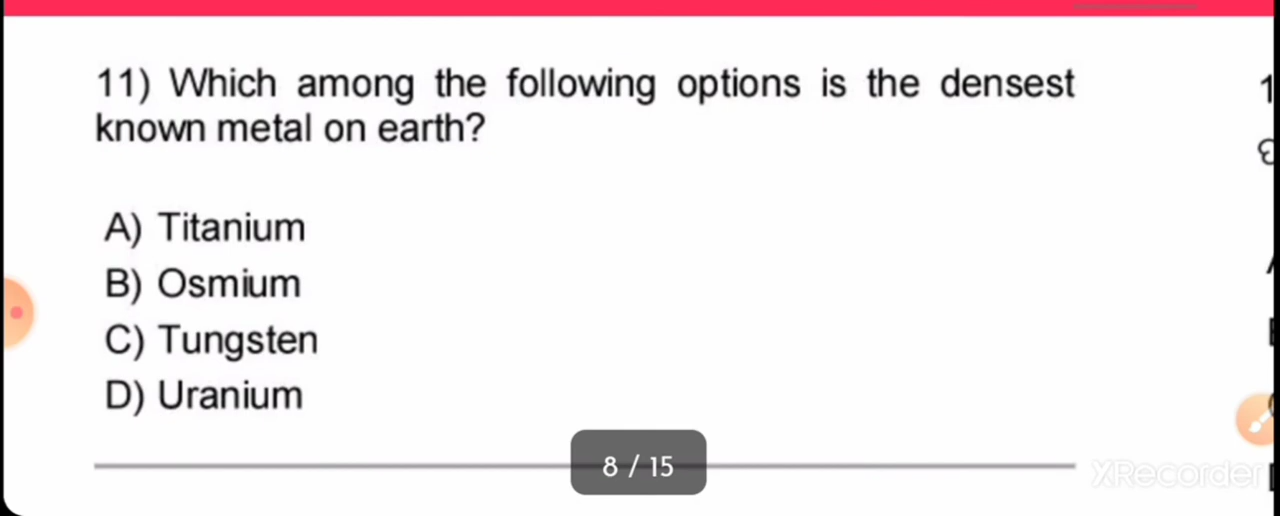 11) Which among the following options is the densest
known metal on earth?
A) Titanium
B) Osmium
C) Tungsten
D) Uranium
8 / 15
XRecorder